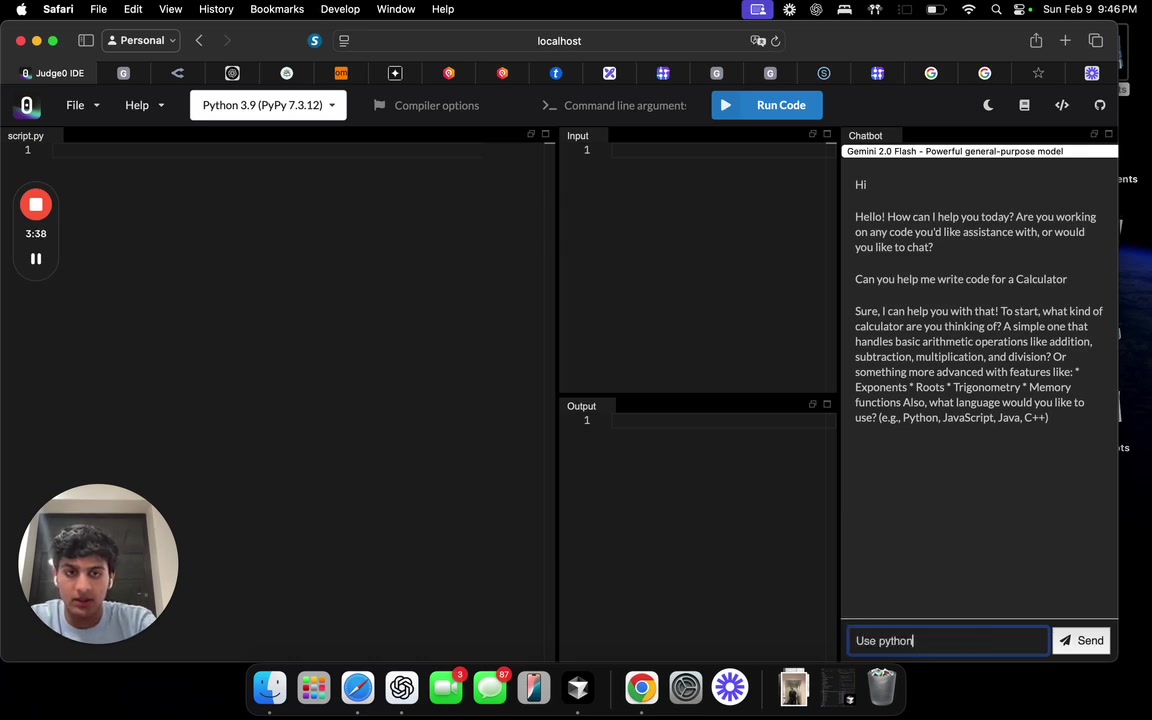 Safari File Edit View History Bookmarks Develop Window Help
Sun Feb 9 9:46 PM
Personal
localhost
Judge0 IDE
File Help Python 3.9 (PyPy 7.3.12) Compiler options Command line arguments Run Code
script.py
1
Input
1
Output
1
Chatbot
Gemini 2.0 Flash - Powerful general-purpose model
Hi
Hello! How can I help you today? Are you working
on any code you'd like assistance with, or would
you like to chat?
Can you help me write code for a Calculator
Sure, I can help you with that! To start, what kind of
calculator are you thinking of? A simple one that
handles basic arithmetic operations like addition,
subtraction, multiplication, and division? Or
something more advanced with features like: *
Exponents * Roots * Trigonometry * Memory
functions Also, what language would you like to
use? (e.g., Python, JavaScript, Java, C++)
Use python
Send
3:38
3
87